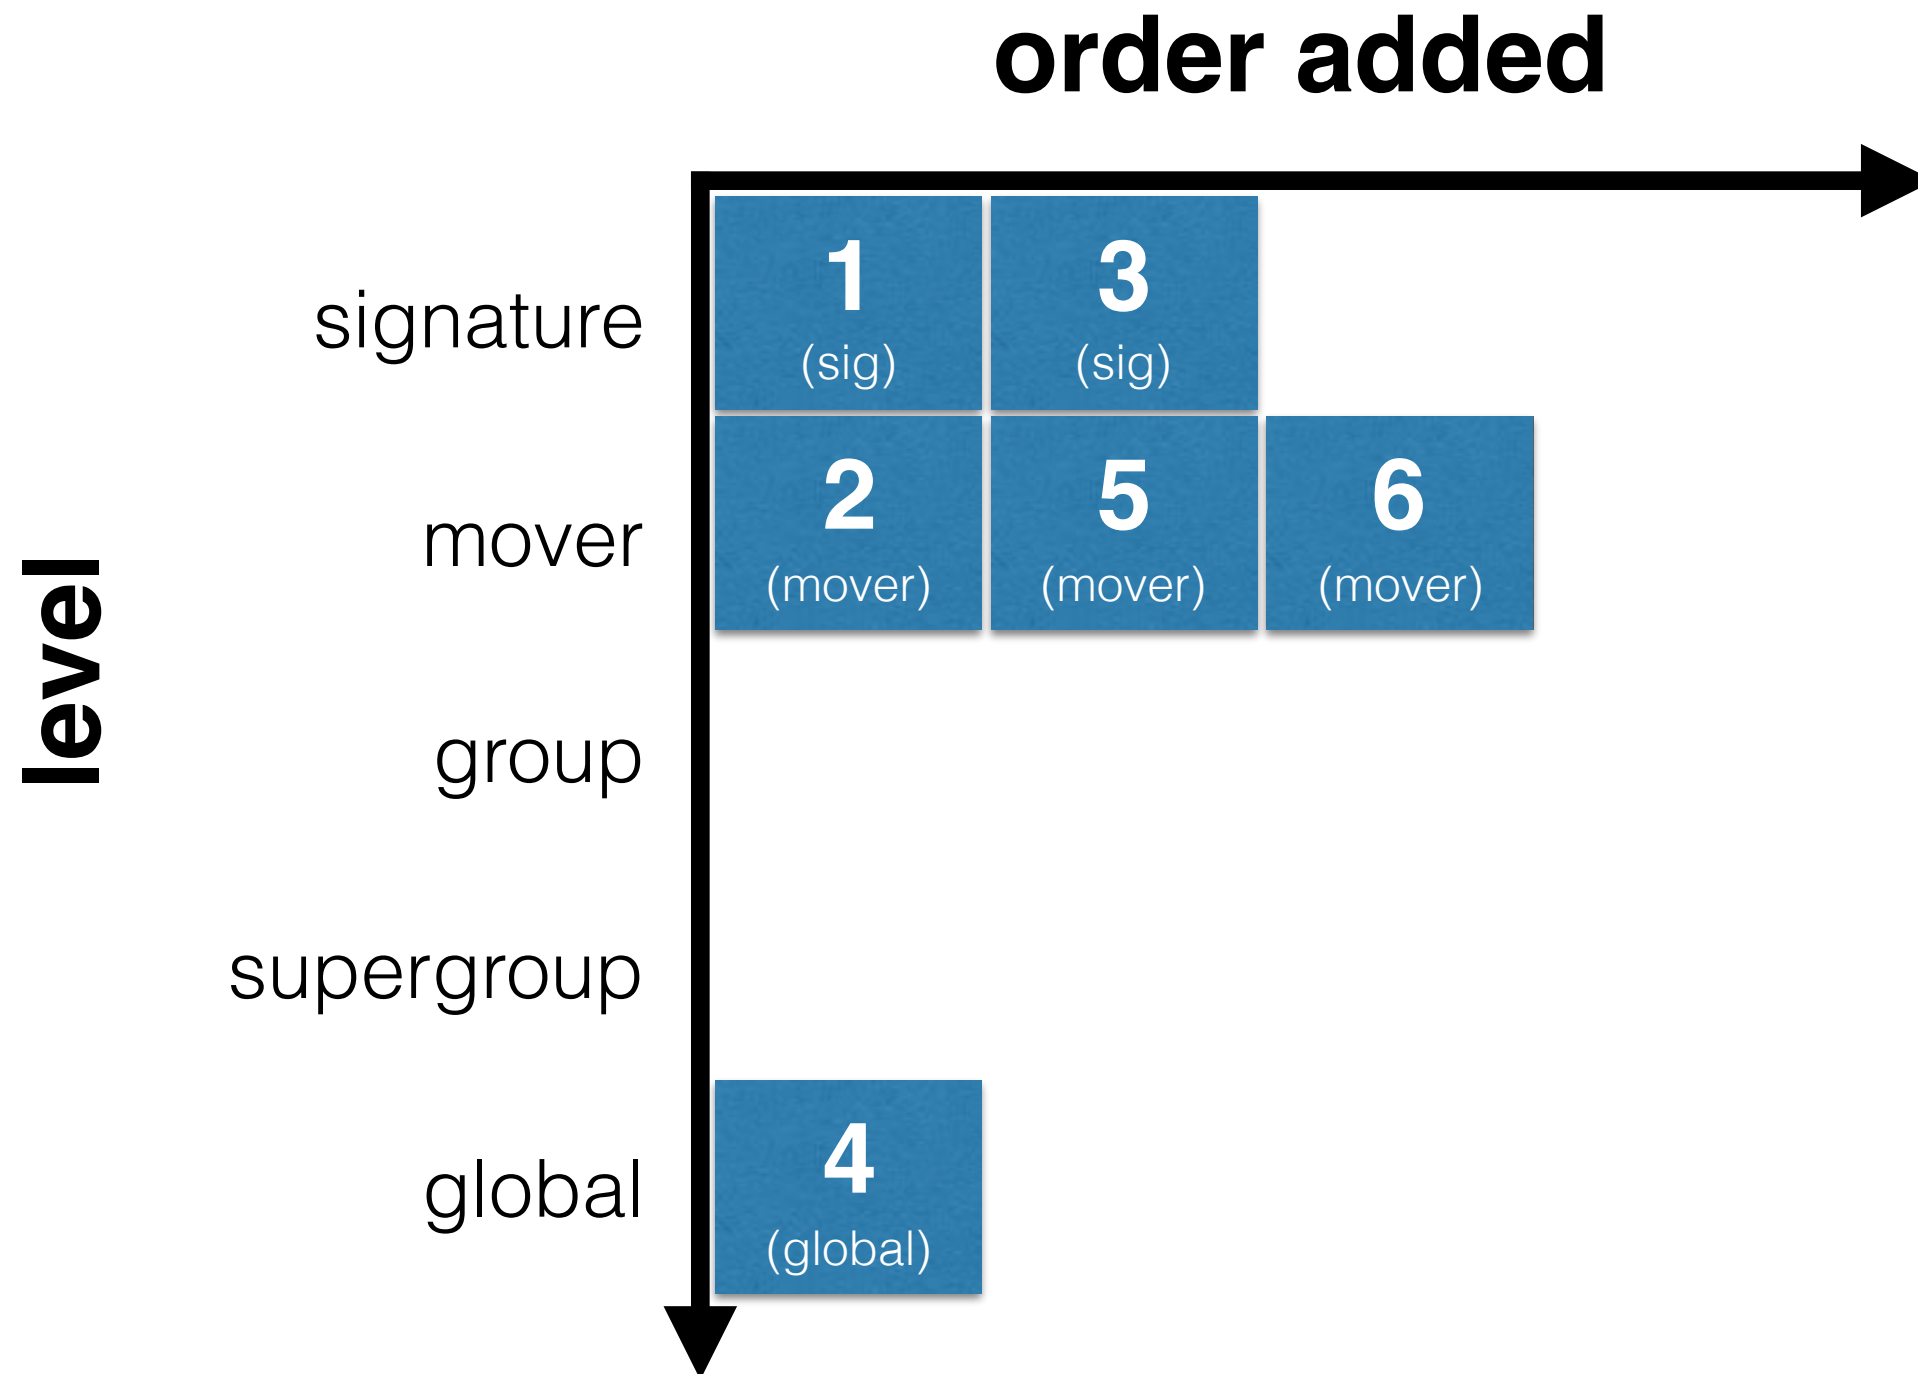 order added
level
signature
1
(sig)
3
(sig)
mover
2
(mover)
5
(mover)
6
(mover)
group
supergroup
global
4
(global)